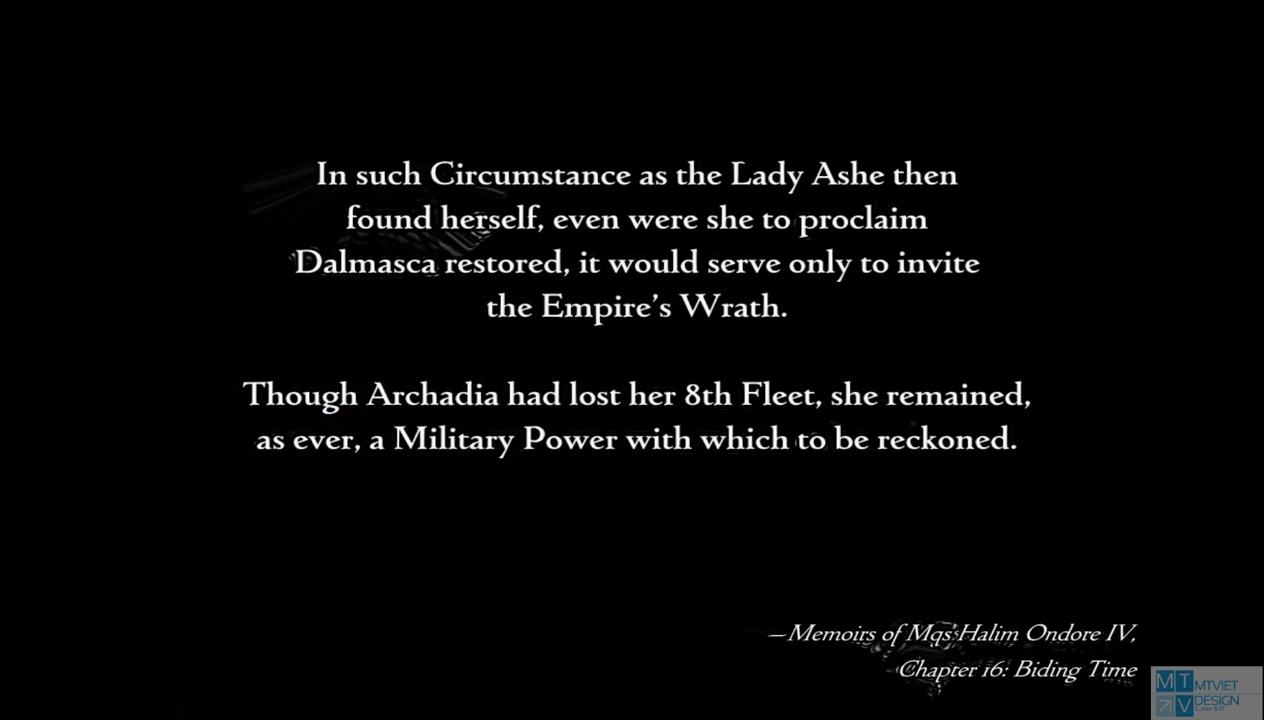 In such Circumstance as the Lady Ashe then
found herself, even were she to proclaim
Dalmasca restored, it would serve only to invite
the Empire's Wrath.
Though Archadia had lost her 8th Fleet, she remained,
as ever, a Military Power with which to be reckoned.
—Memoirs of Mqs Halim Ondore IV,
Chapter 16: Biding Time
MT MTVIET
V DESIGN